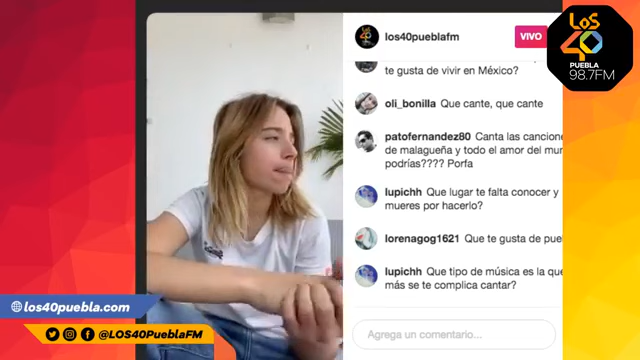 los40pueblafm
VIVO
LOS
40
PUEBLA
98.7FM
te gusta de vivir en México?
oli_bonilla Que cante, que cante
patofernandez80 Canta las cancione
de malagueña y todo el amor del mun
podrías???? Porfa
lupichh Que lugar te falta conocer y
mueres por hacerlo?
lorenagog1621 Que te gusta de pueb
lupichh Que tipo de música es la que
más se te complica cantar?
Agrega un comentario...
los40puebla.com
@LOS40PueblaFM